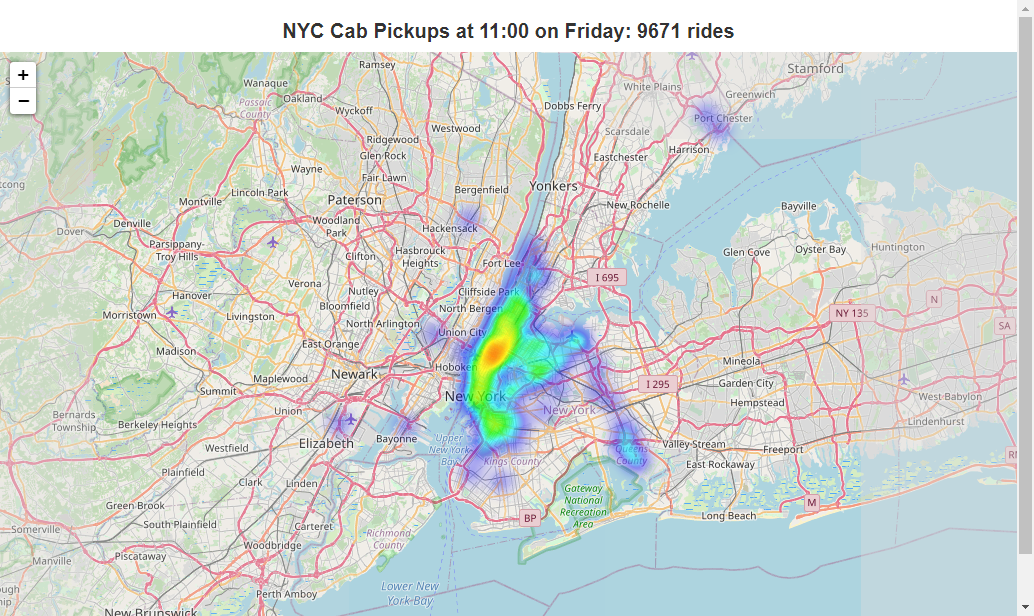 NYC Cab Pickups at 11:00 on Friday: 9671 rides
+
−
Ramsey
Stamford
Wanaque
White Plains
Greenwich
Oakland
Passaic
County
Wyckoff
Dobbs Ferry
Port Chester
Westwood
Scarsdale
Ridgewood
Glen Rock
Eastchester
Harrison
Wayne
Fair Lawn
tcong
Lincoln Park
Bergenfield
Yonkers
Montville
Paterson
New Rochelle
Bayville
Denville
Woodland
Park
Hackensack
Dover
Parsippany-
Troy Hills
Hasbrouck
Heights
Clifton
Fort Lee
Glen Cove
Oyster Bay
Huntington
I 695
Verona
Nutley
Cliffside Park
Hanover
Bloomfield
North Bergen
N
Morristown
Livingston
North Arlington
Union City
NY 135
SA
East Orange
Madison
Hoboken
Mineola
Newark
Maplewood
I 295
Garden City
Summit
New York
Hempstead
West Babylon
Union
New York
Bernards
Township
Berkeley Heights
Lindenhurst
Elizabeth
Bayonne
Upper
New York
Bay
Valley Stream
Freeport
Westfield
Queens
County
Kings County
East Rockaway
Plainfield
Clark
Linden
Gateway
National
Recreation
Area
M
Green Brook
BP
Long Beach
South Plainfield
Carteret
Somerville
Richmond
County
Woodbridge
Piscataway
Manville
Perth Amboy
Lower New
York Bay
New Brunswick